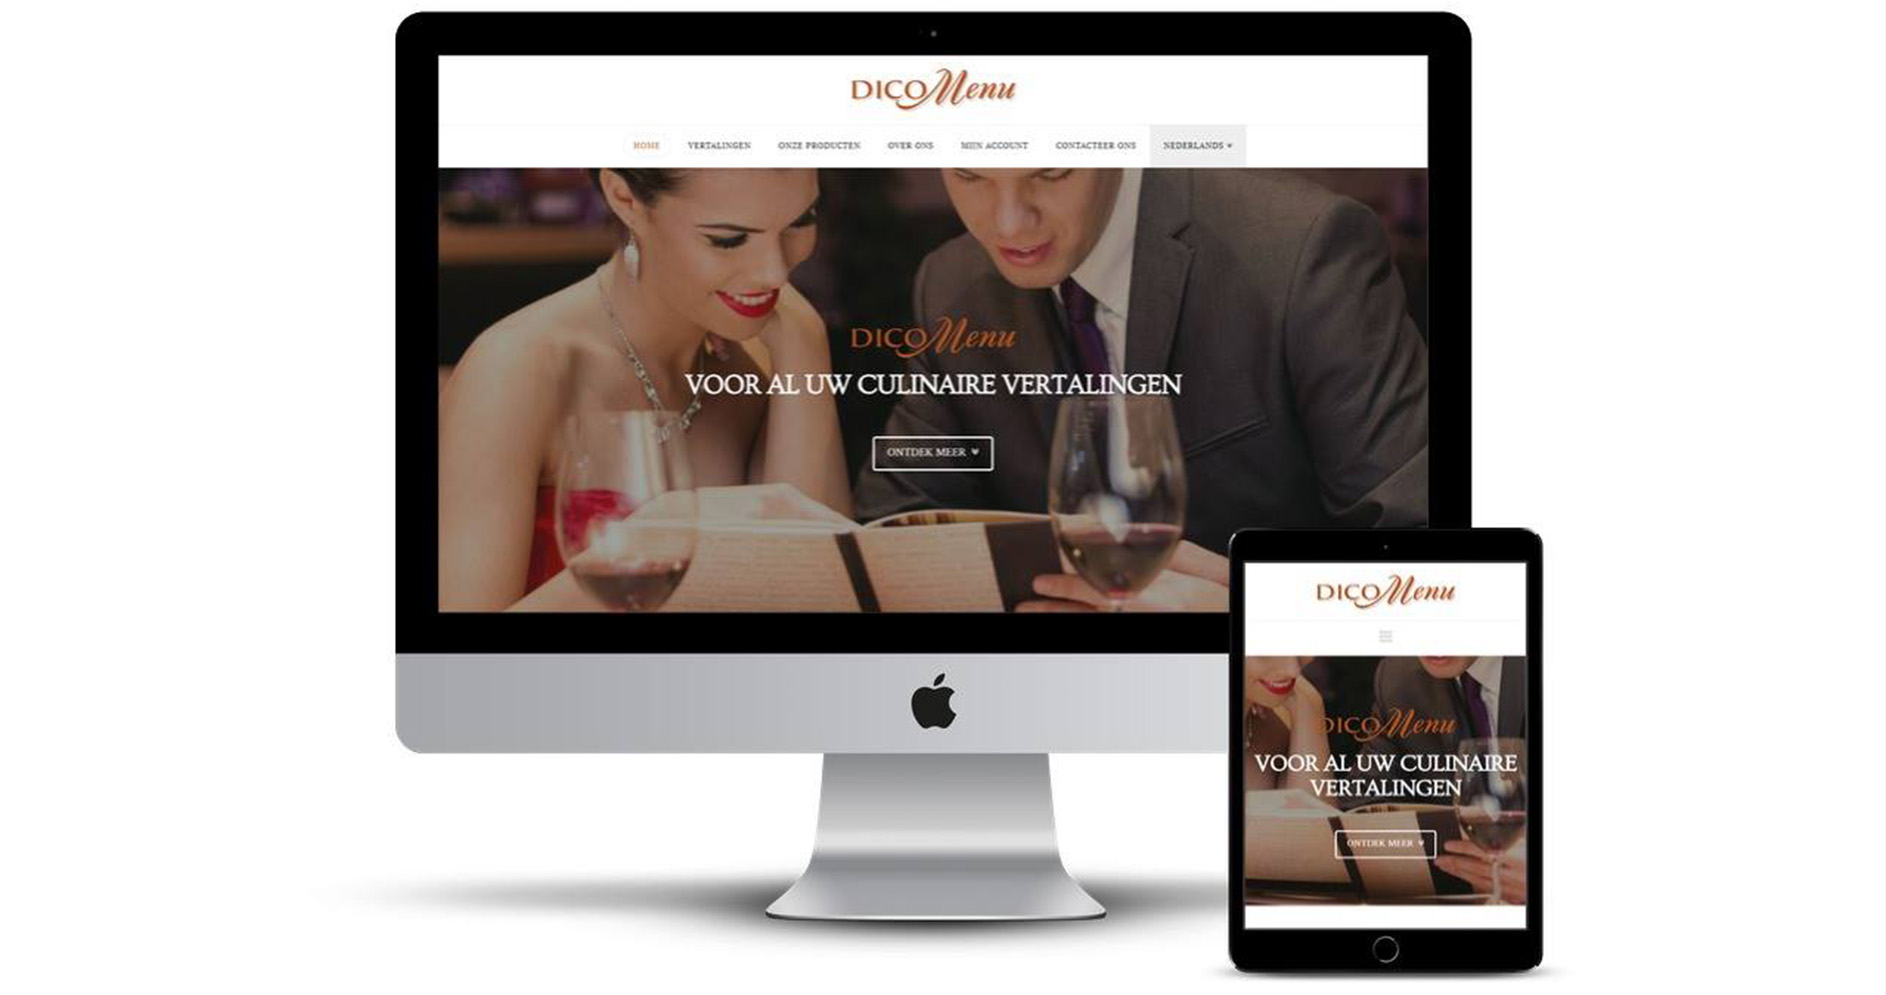 DICOMenu
HOME VERTALINGEN ONZE PRODUCTEN OVER ONS MIJN ACCOUNT CONTACTEER ONS NEDERLANDS
DICOMenu
VOOR AL UW CULINAIRE VERTALINGEN
ONTDEK MEER
DICOMenu
DICOMenu
VOOR AL UW CULINAIRE
VERTALINGEN
ONTDEK MEER